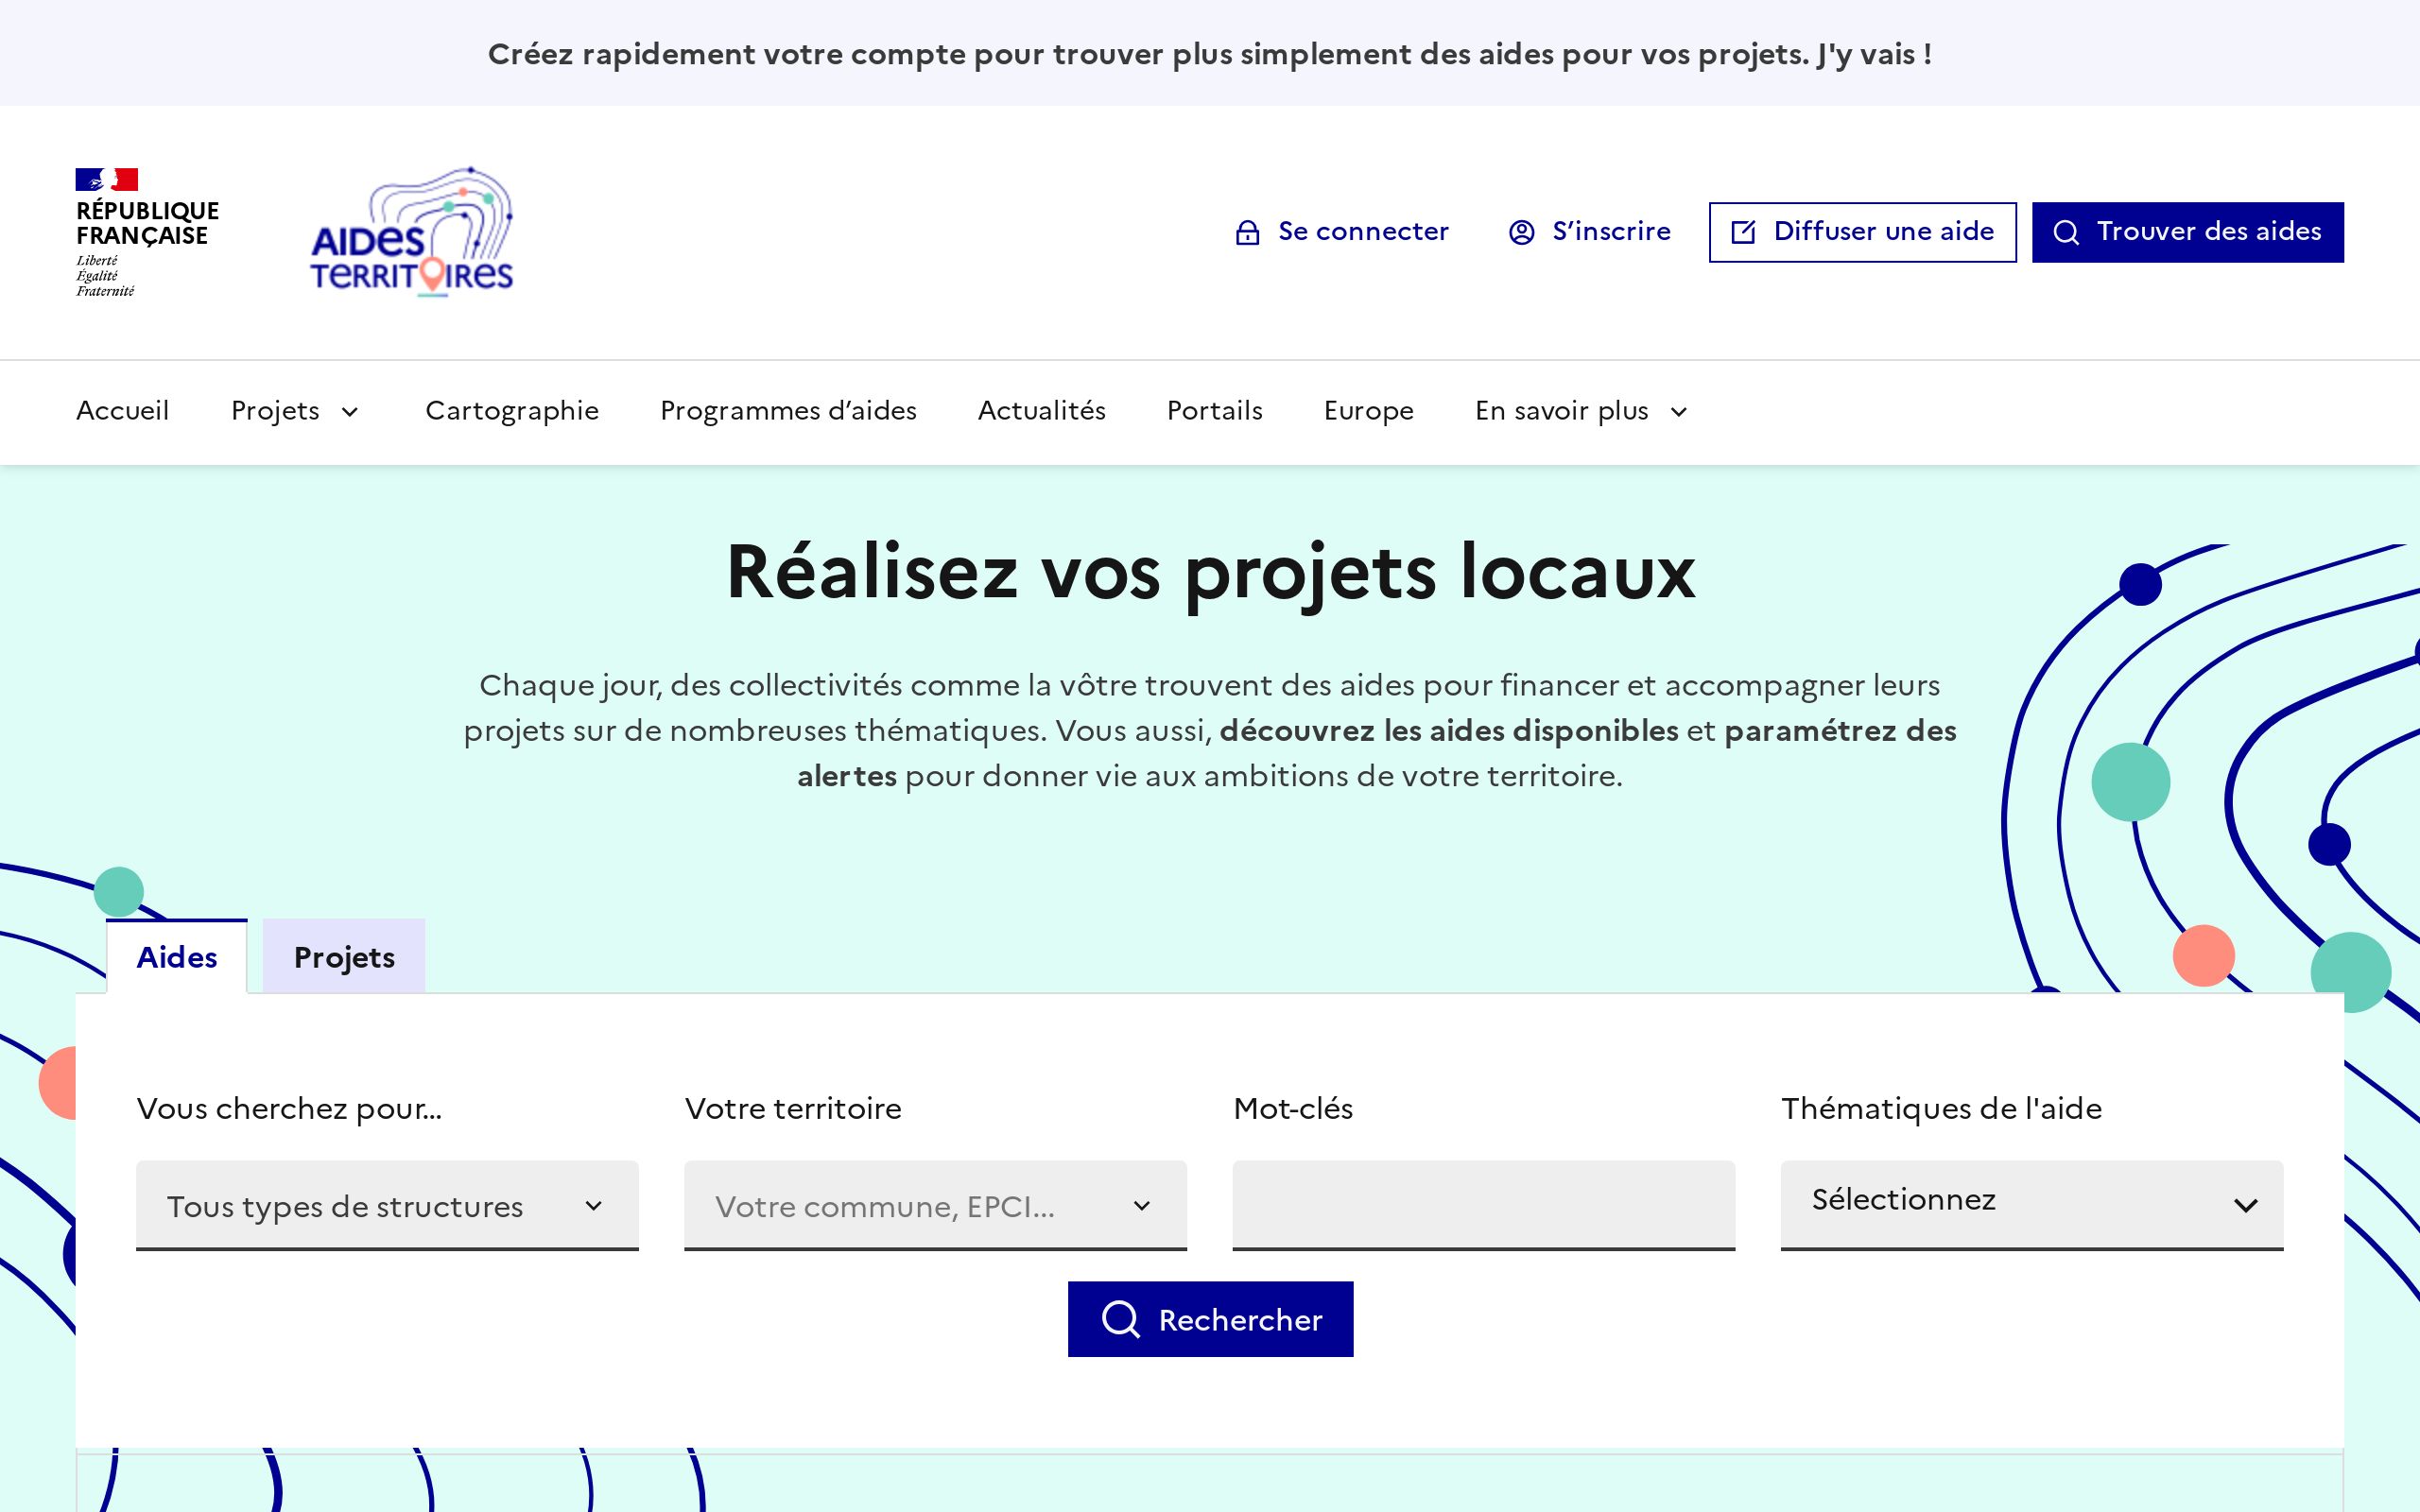 Créez rapidement votre compte pour trouver plus simplement des aides pour vos projets. J'y vais !
RÉPUBLIQUE
FRANÇAISE
Liberté
Égalité
Fraternité
AIDES
TERRITOIRES
Se connecter
S’inscrire
Diffuser une aide
Trouver des aides
Accueil
Projets
Cartographie
Programmes d’aides
Actualités
Portails
Europe
En savoir plus
Réalisez vos projets locaux
Chaque jour, des collectivités comme la vôtre trouvent des aides pour financer et accompagner leurs
projets sur de nombreuses thématiques. Vous aussi, découvrez les aides disponibles et paramétrez des
alertes pour donner vie aux ambitions de votre territoire.
Aides
Projets
Vous cherchez pour...
Votre territoire
Mot-clés
Thématiques de l'aide
Tous types de structures
Votre commune, EPCI...
Sélectionnez
Rechercher